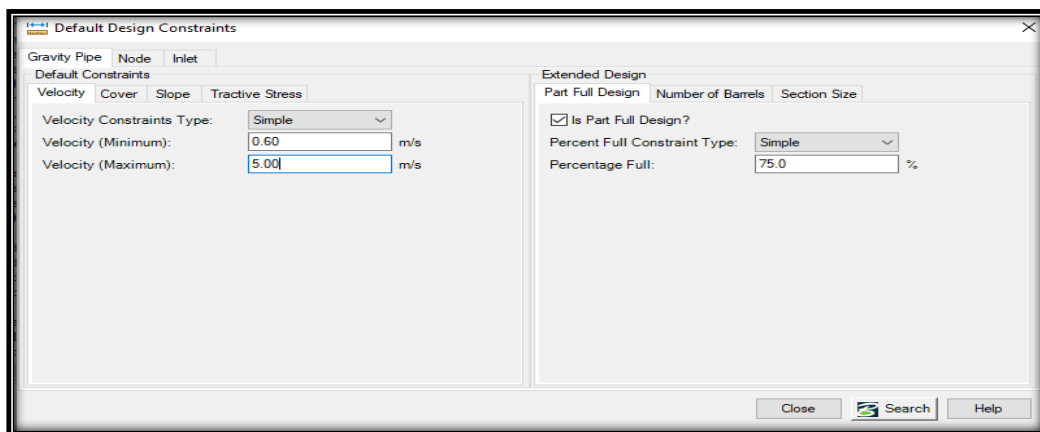 Default Design Constraints
Gravity Pipe Node Inlet
Default Constraints
Velocity Cover Slope Tractive Stress
Velocity Constraints Type: Simple
Velocity (Minimum): 0.60 m/s
Velocity (Maximum): 5.00 m/s
Extended Design
Part Full Design Number of Barrels Section Size
Is Part Full Design?
Percent Full Constraint Type: Simple
Percentage Full: 75.0 %
Close Search Help